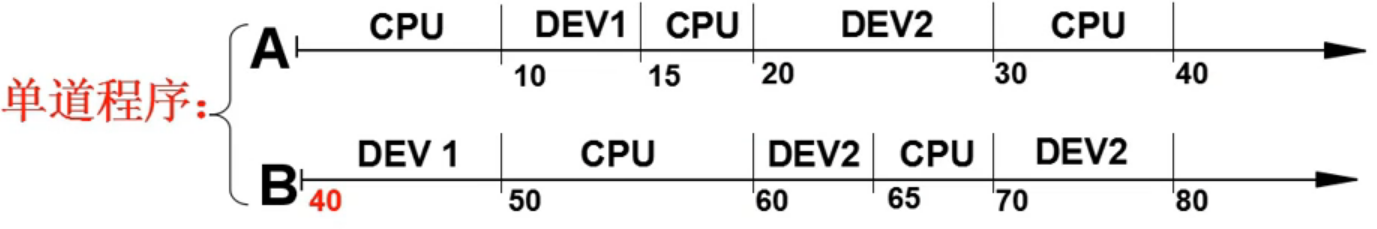 CPU DEV1 CPU DEV2 CPU
A
10 15 20 30 40
单道程序：
DEV 1 CPU DEV2 CPU DEV2
B
40 50 60 65 70 80